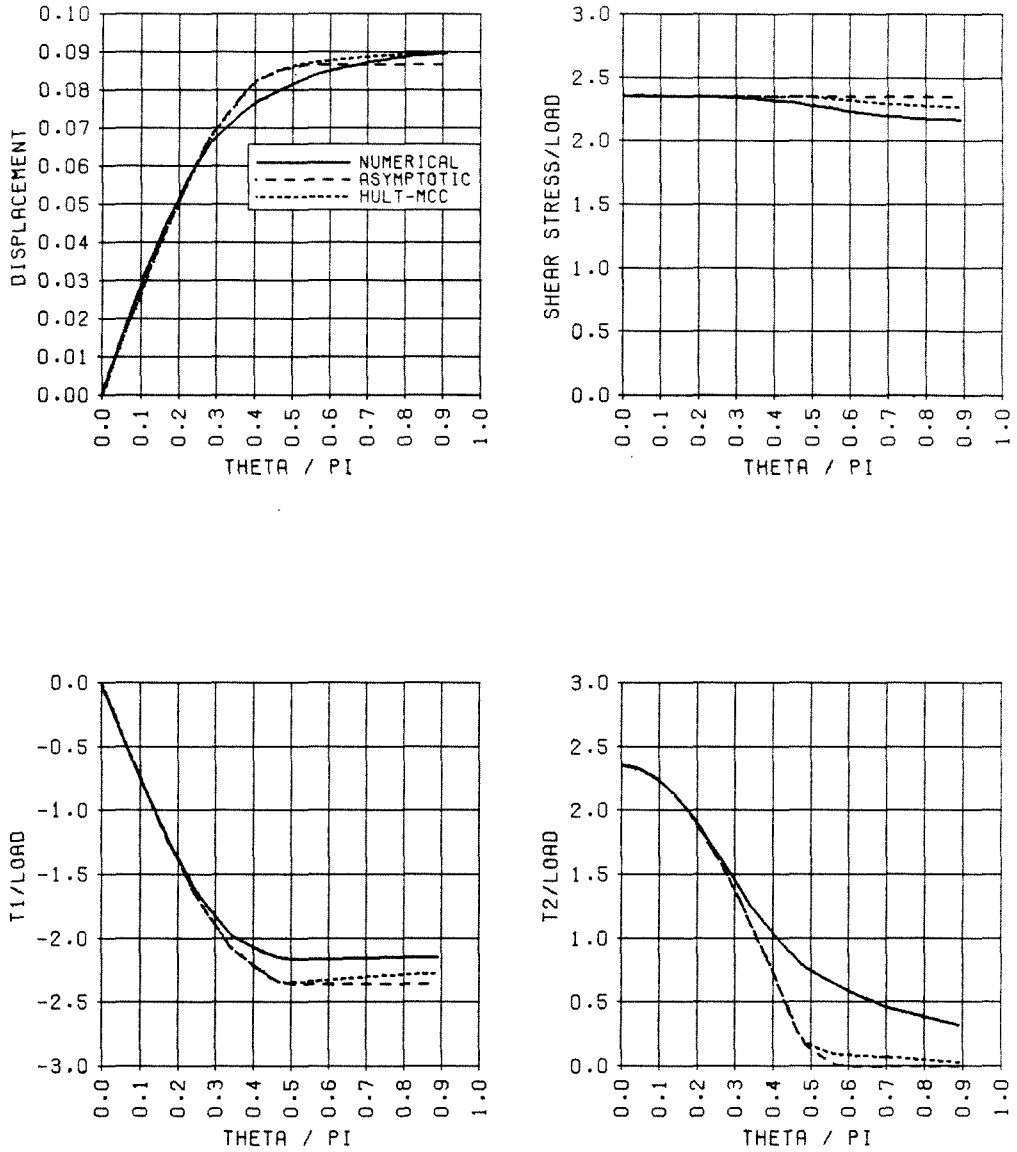 0.10
0.09
0.08
0.07
0.06
0.05
0.04
0.03
0.02
0.01
0.00
DISPLACEMENT
NUMERICAL
ASYMPTOTIC
HULT-MCC
0.0 0.1 0.2 0.3 0.4 0.5 0.6 0.7 0.8 0.9 1.0
THETA / PI
3.0
2.5
2.0
1.5
1.0
0.5
0.0
SHEAR STRESS/LOAD
0.0 0.1 0.2 0.3 0.4 0.5 0.6 0.7 0.8 0.9 1.0
THETA / PI
0.0
-0.5
-1.0
-1.5
-2.0
-2.5
-3.0
T1/LOAD
0.0 0.1 0.2 0.3 0.4 0.5 0.6 0.7 0.8 0.9 1.0
THETA / PI
3.0
2.5
2.0
1.5
1.0
0.5
0.0
T2/LOAD
0.0 0.1 0.2 0.3 0.4 0.5 0.6 0.7 0.8 0.9 1.0
THETA / PI